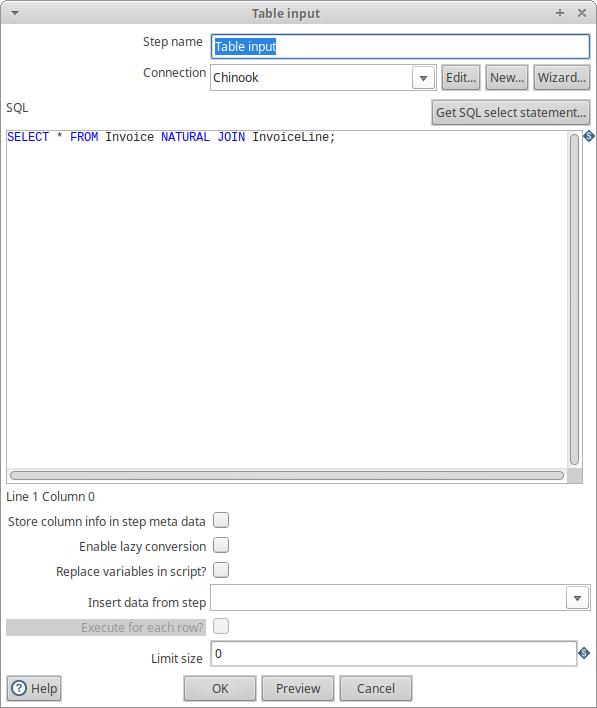 Table input
Step name Table input
Connection Chinook Edit... New... Wizard...
SQL Get SQL select statement...
SELECT * FROM Invoice NATURAL JOIN InvoiceLine;
Line 1 Column 0
Store column info in step meta data
Enable lazy conversion
Replace variables in script?
Insert data from step
Execute for each row?
Limit size 0
Help OK Preview Cancel